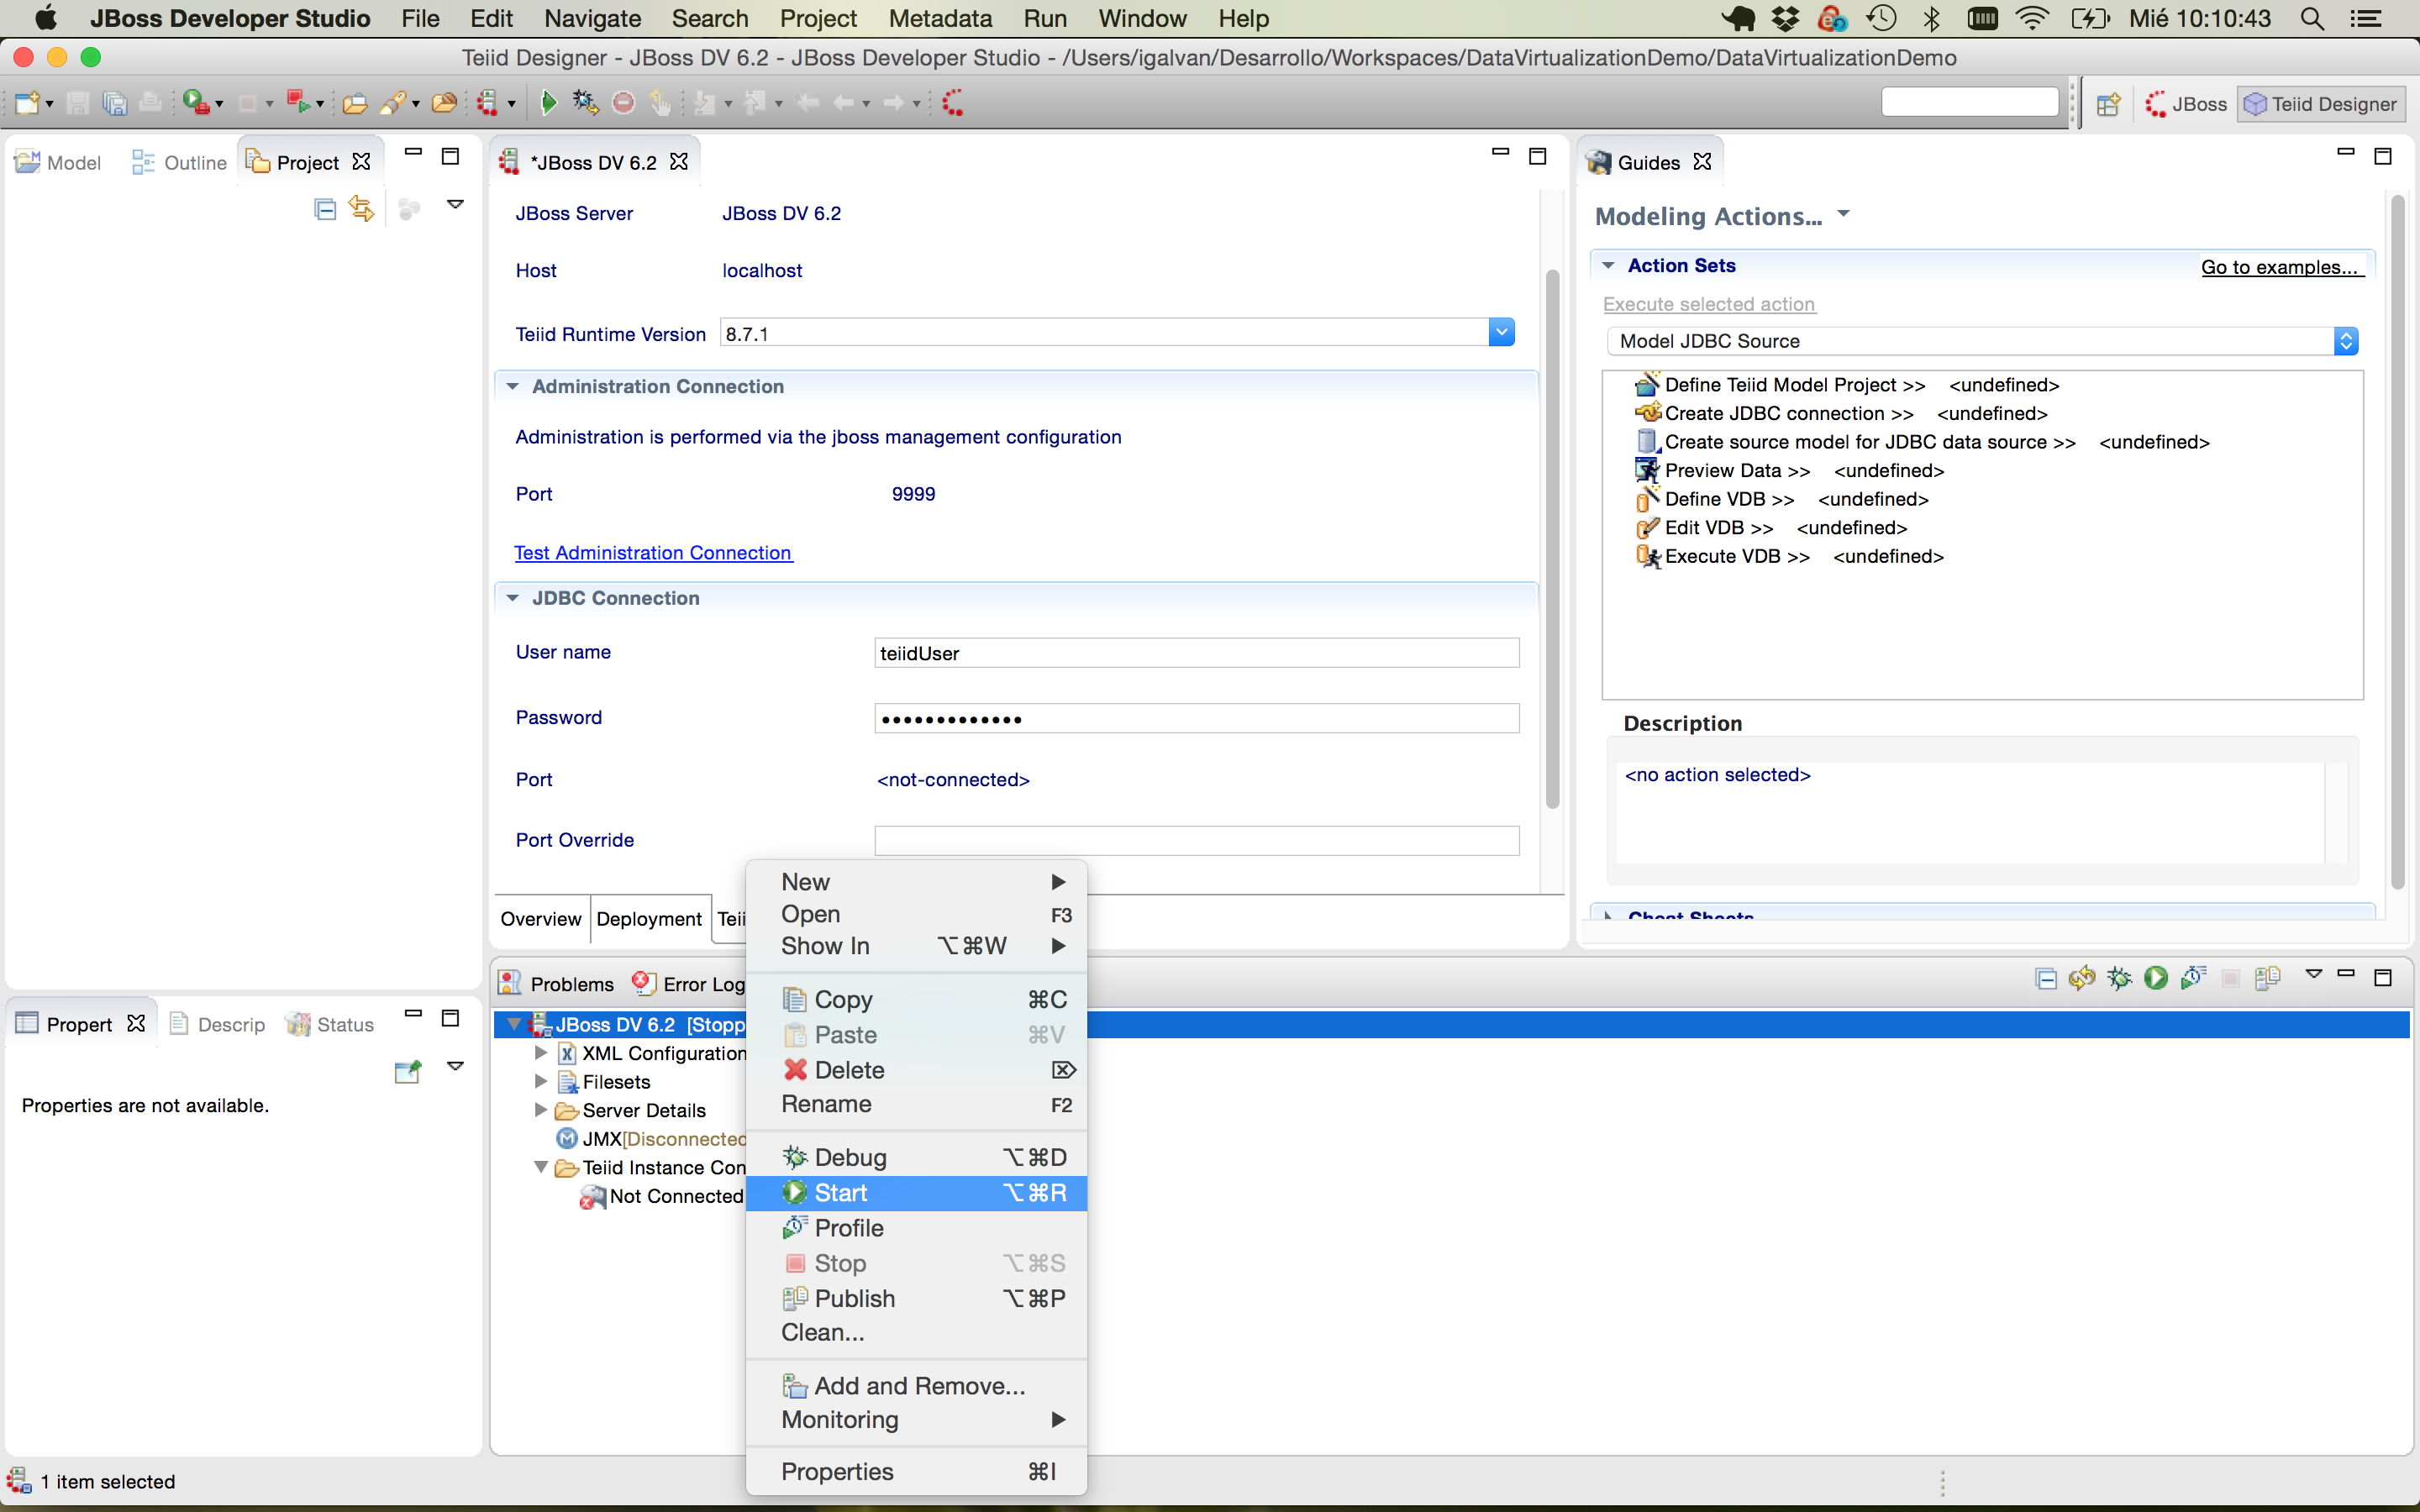 JBoss Developer Studio File Edit Navigate Search Project Metadata Run Window Help Mié 10:10:43
Teiid Designer - JBoss DV 6.2 - JBoss Developer Studio - /Users/igalvan/Desarrollo/Workspaces/DataVirtualizationDemo/DataVirtualizationDemo
JBoss Teiid Designer
Model Outline Project
*JBoss DV 6.2
JBoss Server JBoss DV 6.2
Host localhost
Teiid Runtime Version 8.7.1
Administration Connection
Administration is performed via the jboss management configuration
Port 9999
Test Administration Connection
JDBC Connection
User name teiidUser
Password •••••••••••••
Port <not-connected>
Port Override
Overview Deployment Teii
Guides
Modeling Actions...
Action Sets Go to examples...
Execute selected action
Model JDBC Source
Define Teiid Model Project >> <undefined>
Create JDBC connection >> <undefined>
Create source model for JDBC data source >> <undefined>
Preview Data >> <undefined>
Define VDB >> <undefined>
Edit VDB >> <undefined>
Execute VDB >> <undefined>
Description
<no action selected>
Cheat Sheets
Propert Descrip Status
Properties are not available.
Problems Error Log
JBoss DV 6.2 [Stopp
XML Configuration
Filesets
Server Details
JMX[Disconnected
Teiid Instance Con
Not Connected
New
Open F3
Show In ⌥⌘W
Copy ⌘C
Paste ⌘V
Delete ⌦
Rename F2
Debug ⌥⌘D
Start ⌥⌘R
Profile
Stop ⌥⌘S
Publish ⌥⌘P
Clean...
Add and Remove...
Monitoring
Properties ⌘I
1 item selected